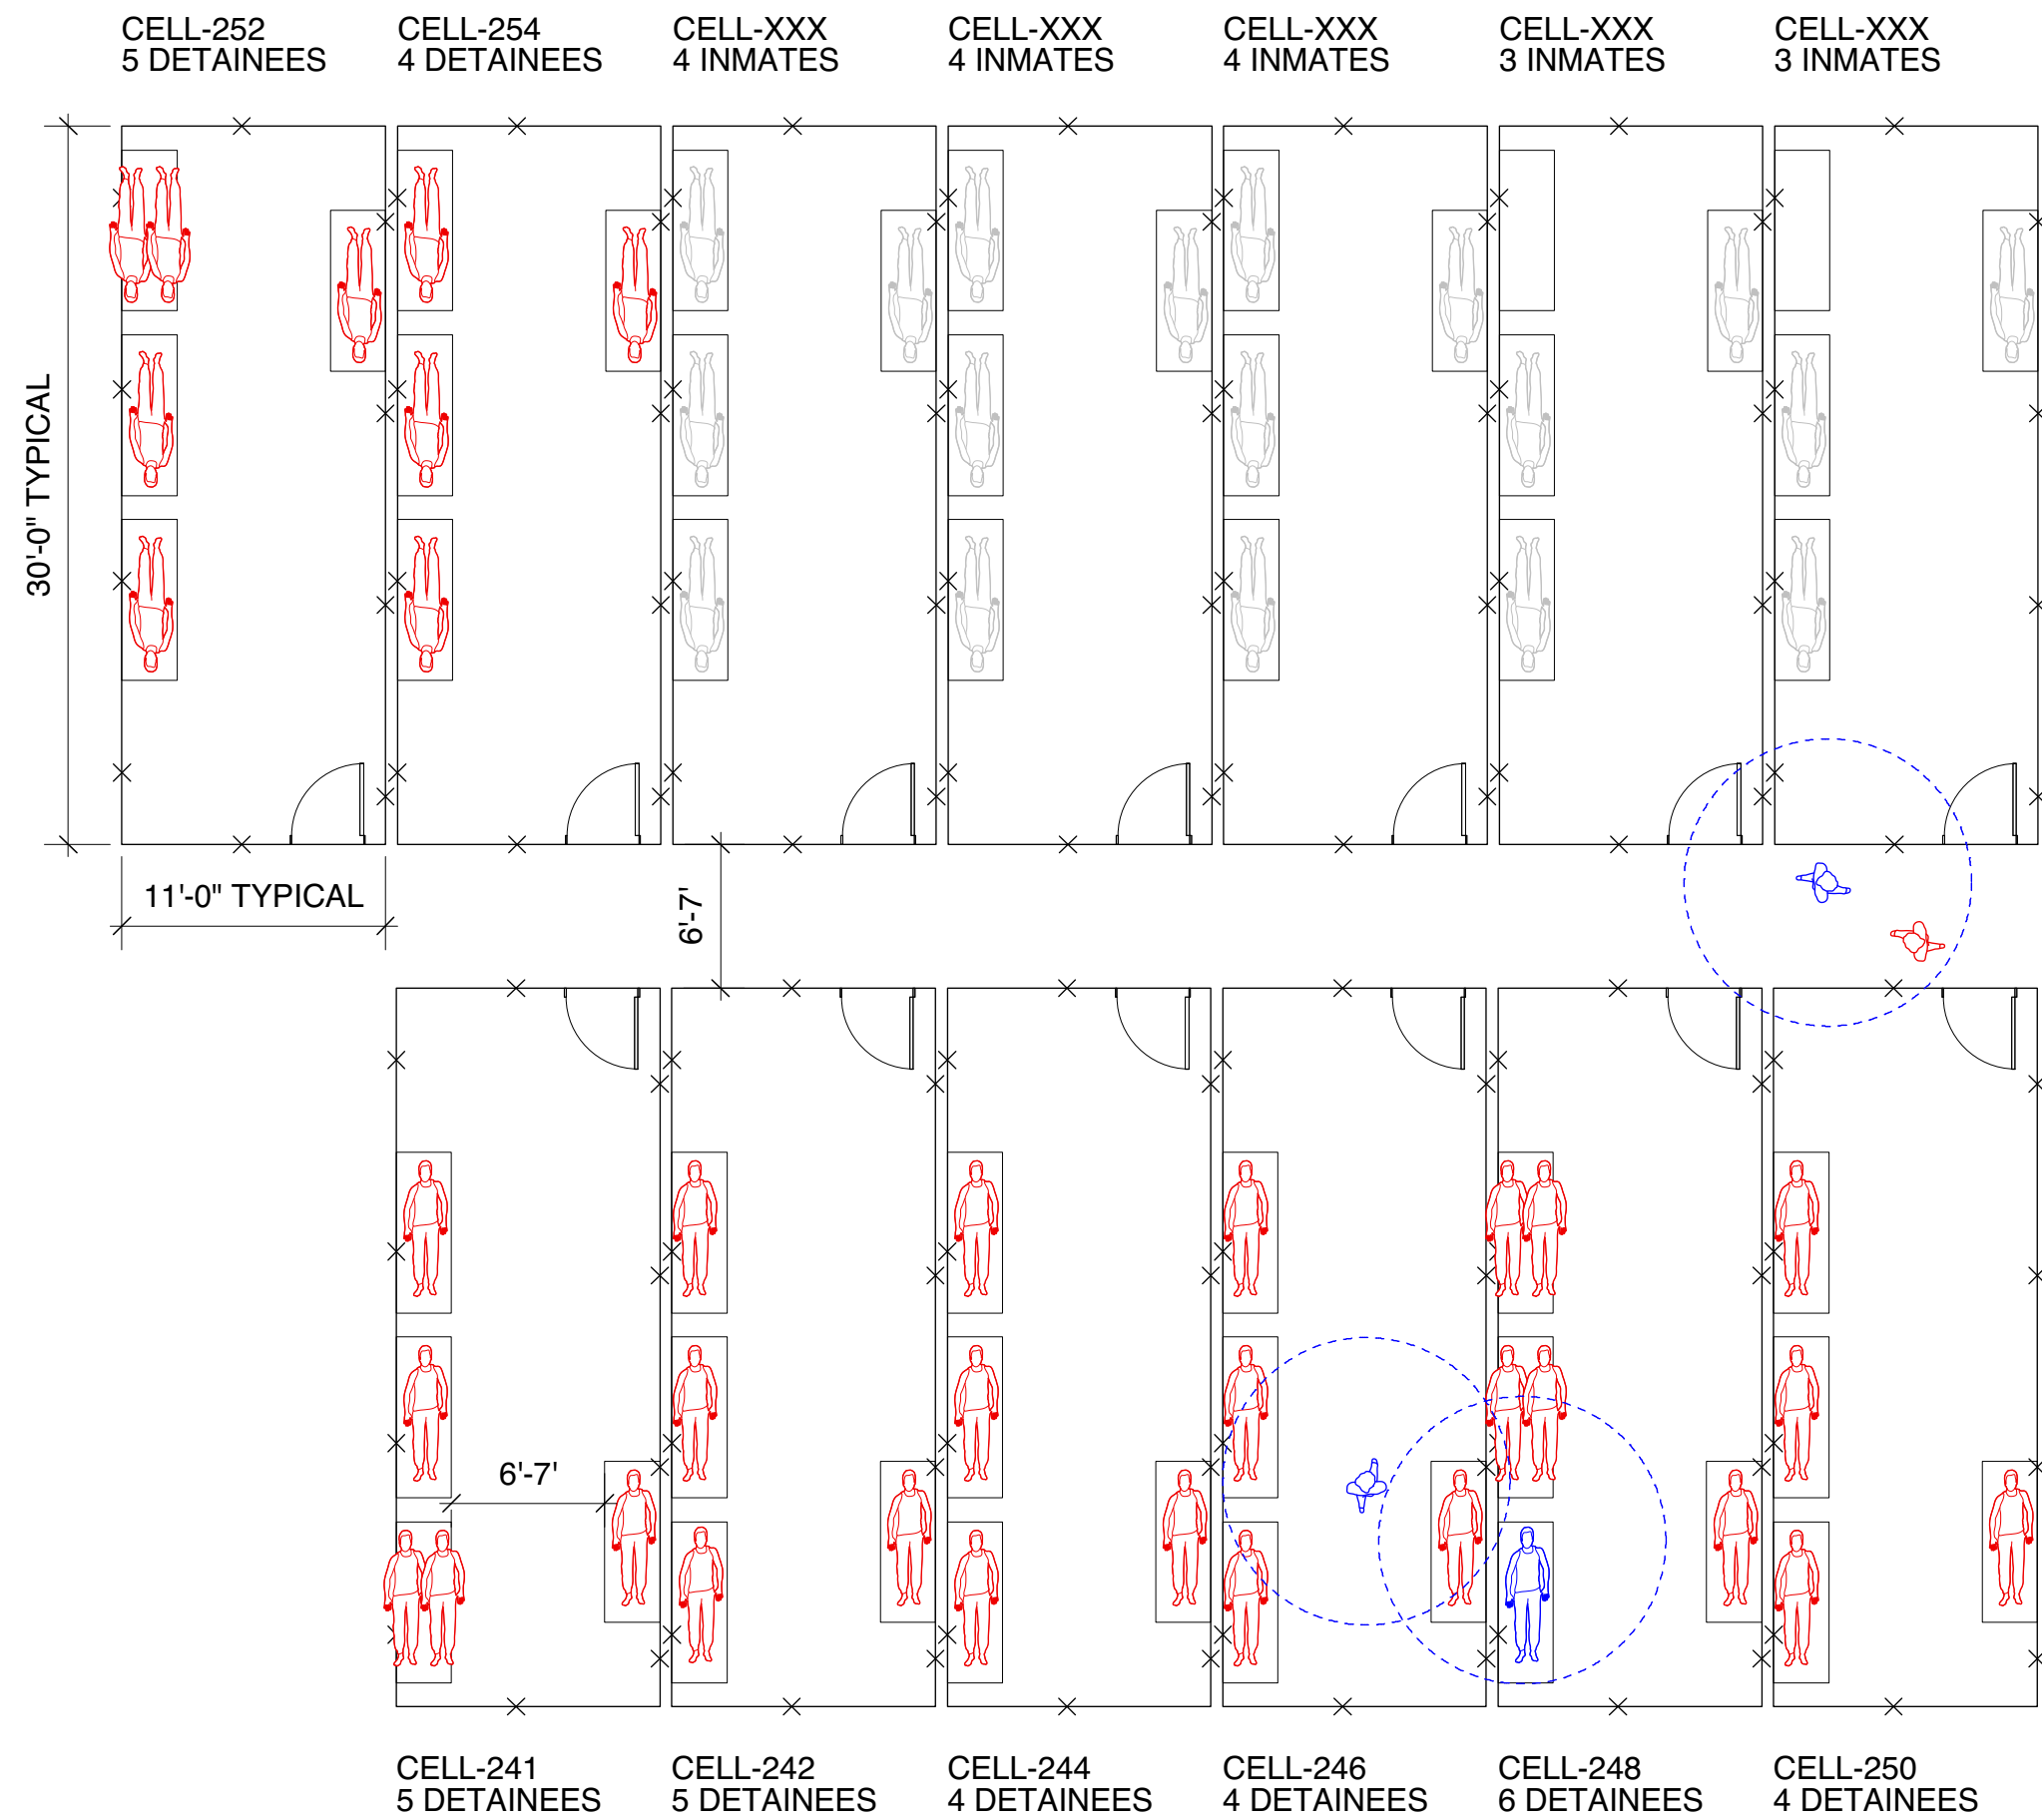 CELL-252
5 DETAINEES
CELL-254
4 DETAINEES
CELL-XXX
4 INMATES
CELL-XXX
4 INMATES
CELL-XXX
4 INMATES
CELL-XXX
3 INMATES
CELL-XXX
3 INMATES
30'-0" TYPICAL
11'-0" TYPICAL
6'-7'
6'-7'
CELL-241
5 DETAINEES
CELL-242
5 DETAINEES
CELL-244
4 DETAINEES
CELL-246
4 DETAINEES
CELL-248
6 DETAINEES
CELL-250
4 DETAINEES